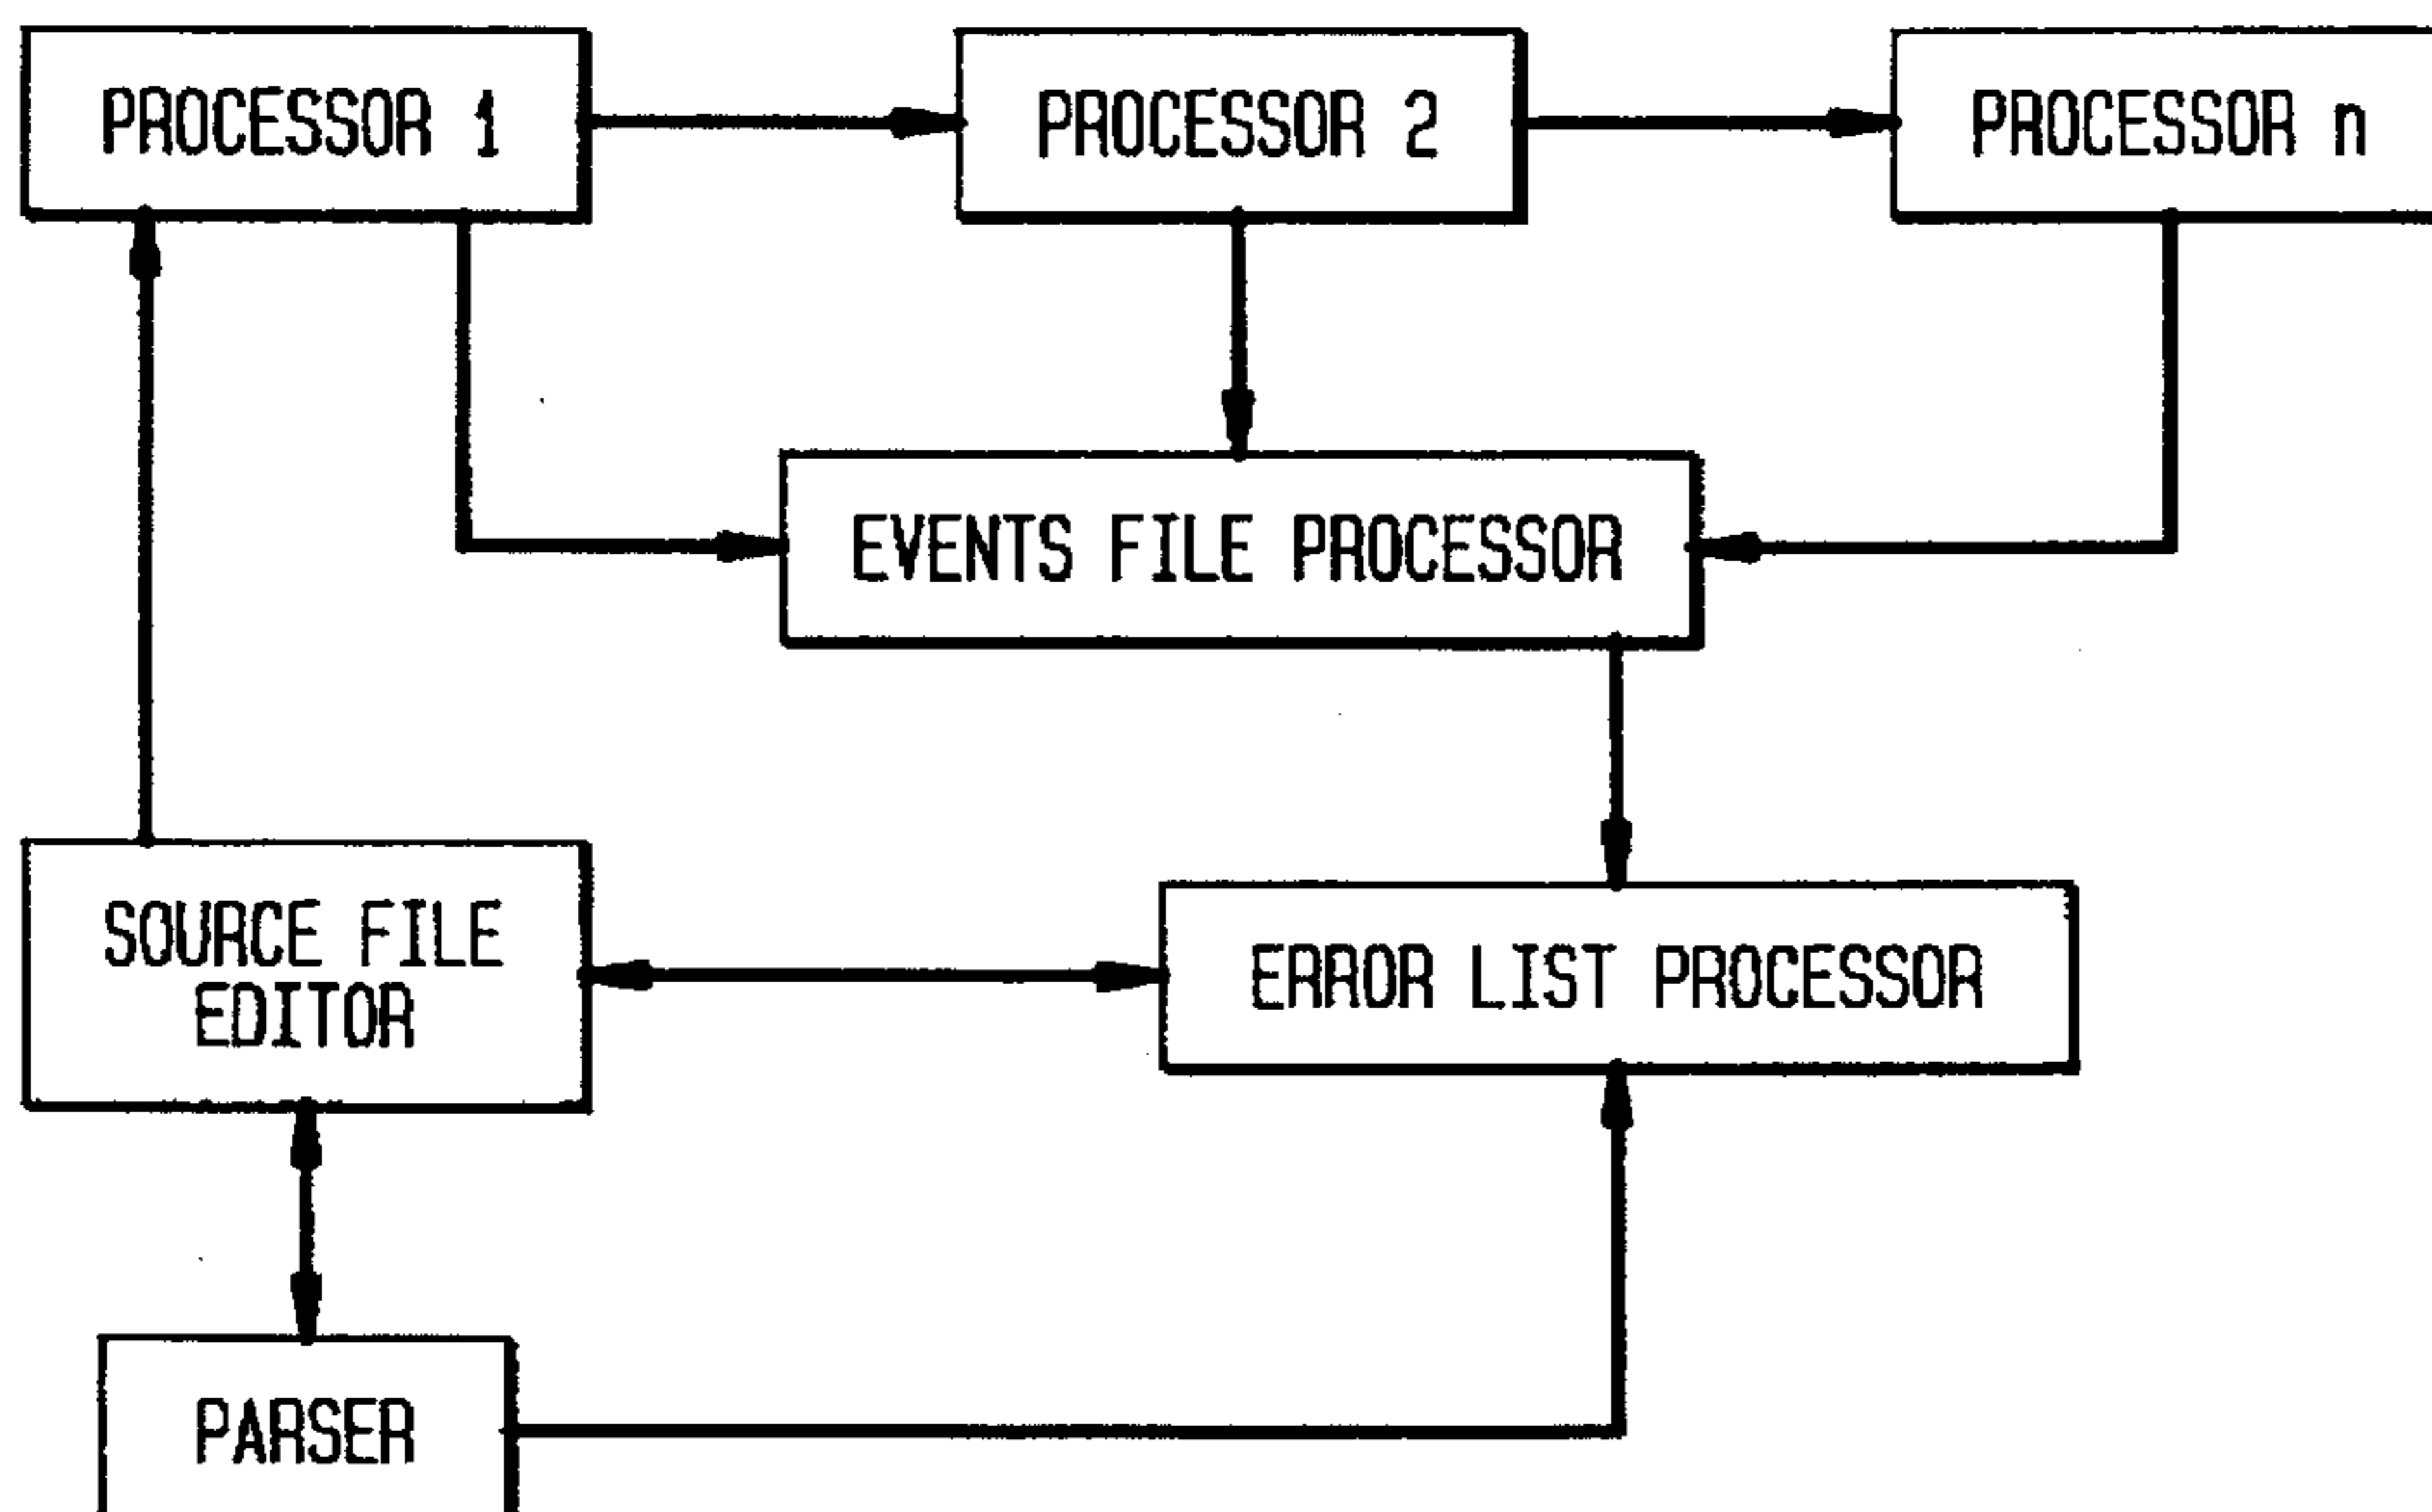 PROCESSOR 1
PROCESSOR 2
PROCESSOR n
EVENTS FILE PROCESSOR
SOURCE FILE
EDITOR
ERROR LIST PROCESSOR
PARSER